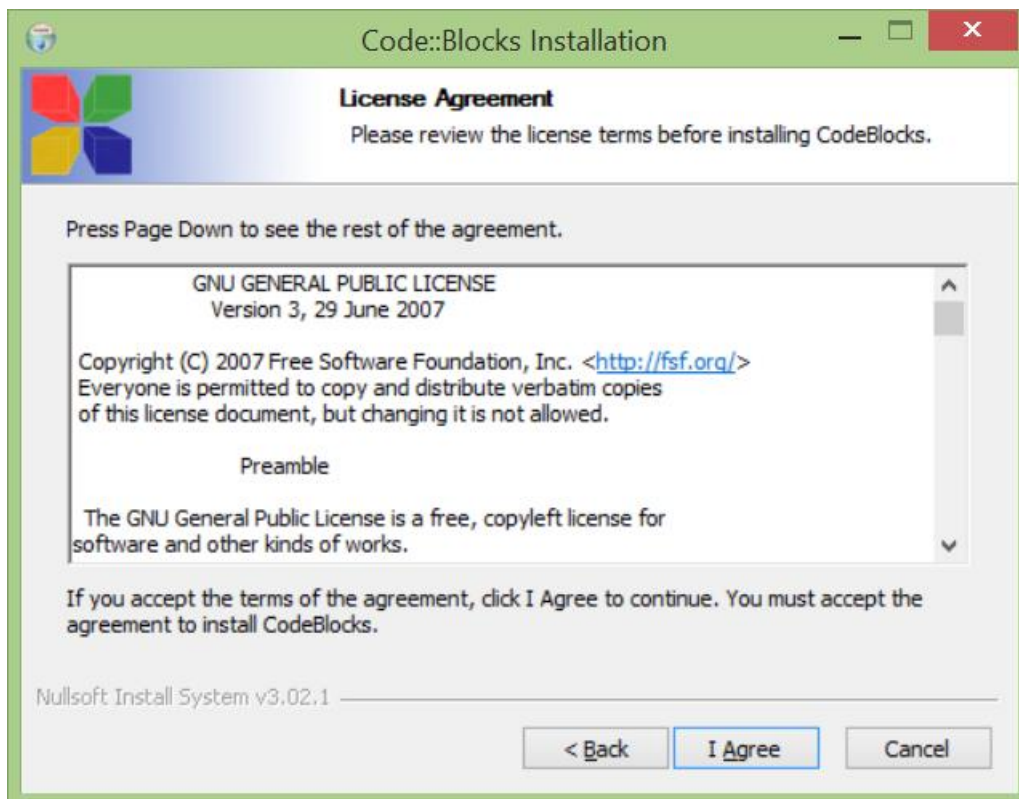 Code::Blocks Installation
License Agreement
Please review the license terms before installing CodeBlocks.
Press Page Down to see the rest of the agreement.
GNU GENERAL PUBLIC LICENSE
Version 3, 29 June 2007
Copyright (C) 2007 Free Software Foundation, Inc. <http://fsf.org/>
Everyone is permitted to copy and distribute verbatim copies
of this license document, but changing it is not allowed.
Preamble
The GNU General Public License is a free, copyleft license for
software and other kinds of works.
If you accept the terms of the agreement, click I Agree to continue. You must accept the
agreement to install CodeBlocks.
Nullsoft Install System v3.02.1
< Back I Agree Cancel